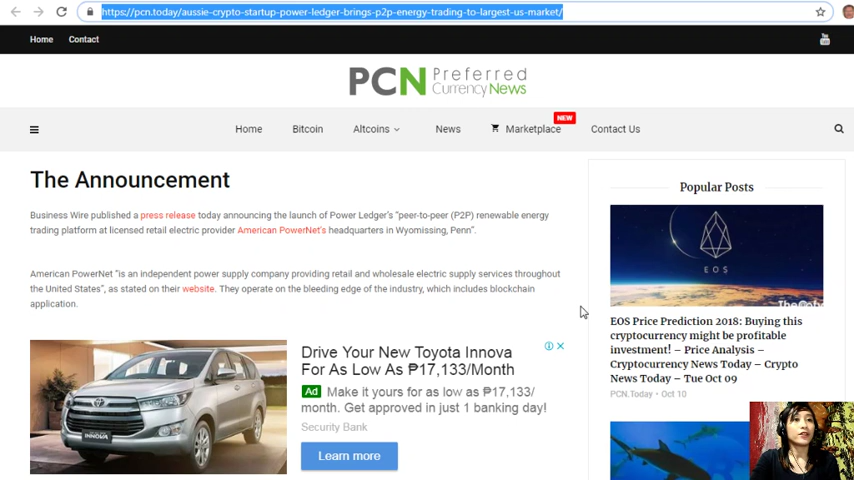 https://pcn.today/aussie-crypto-startup-power-ledger-brings-p2p-energy-trading-to-largest-us-market/
Home Contact
You Tube
PCN Preferred
Currency News
Home Bitcoin Altcoins News Marketplace NEW Contact Us
The Announcement
Business Wire published a press release today announcing the launch of Power Ledger's “peer-to-peer (P2P) renewable energy
trading platform at licensed retail electric provider American PowerNet's headquarters in Wyomissing, Penn”.
American PowerNet “is an independent power supply company providing retail and wholesale electric supply services throughout
the United States”, as stated on their website. They operate on the bleeding edge of the industry, which includes blockchain
application.
Drive Your New Toyota Innova
For As Low As ₱17,133/Month
Ad Make it yours for as low as ₱17,133/
month. Get approved in just 1 banking day!
Security Bank
Learn more
INNOVA
Popular Posts
EOS
EOS Price Prediction 2018: Buying this
cryptocurrency might be profitable
investment! – Price Analysis –
Cryptocurrency News Today – Crypto
News Today – Tue Oct 09
PCN.Today • Oct 10